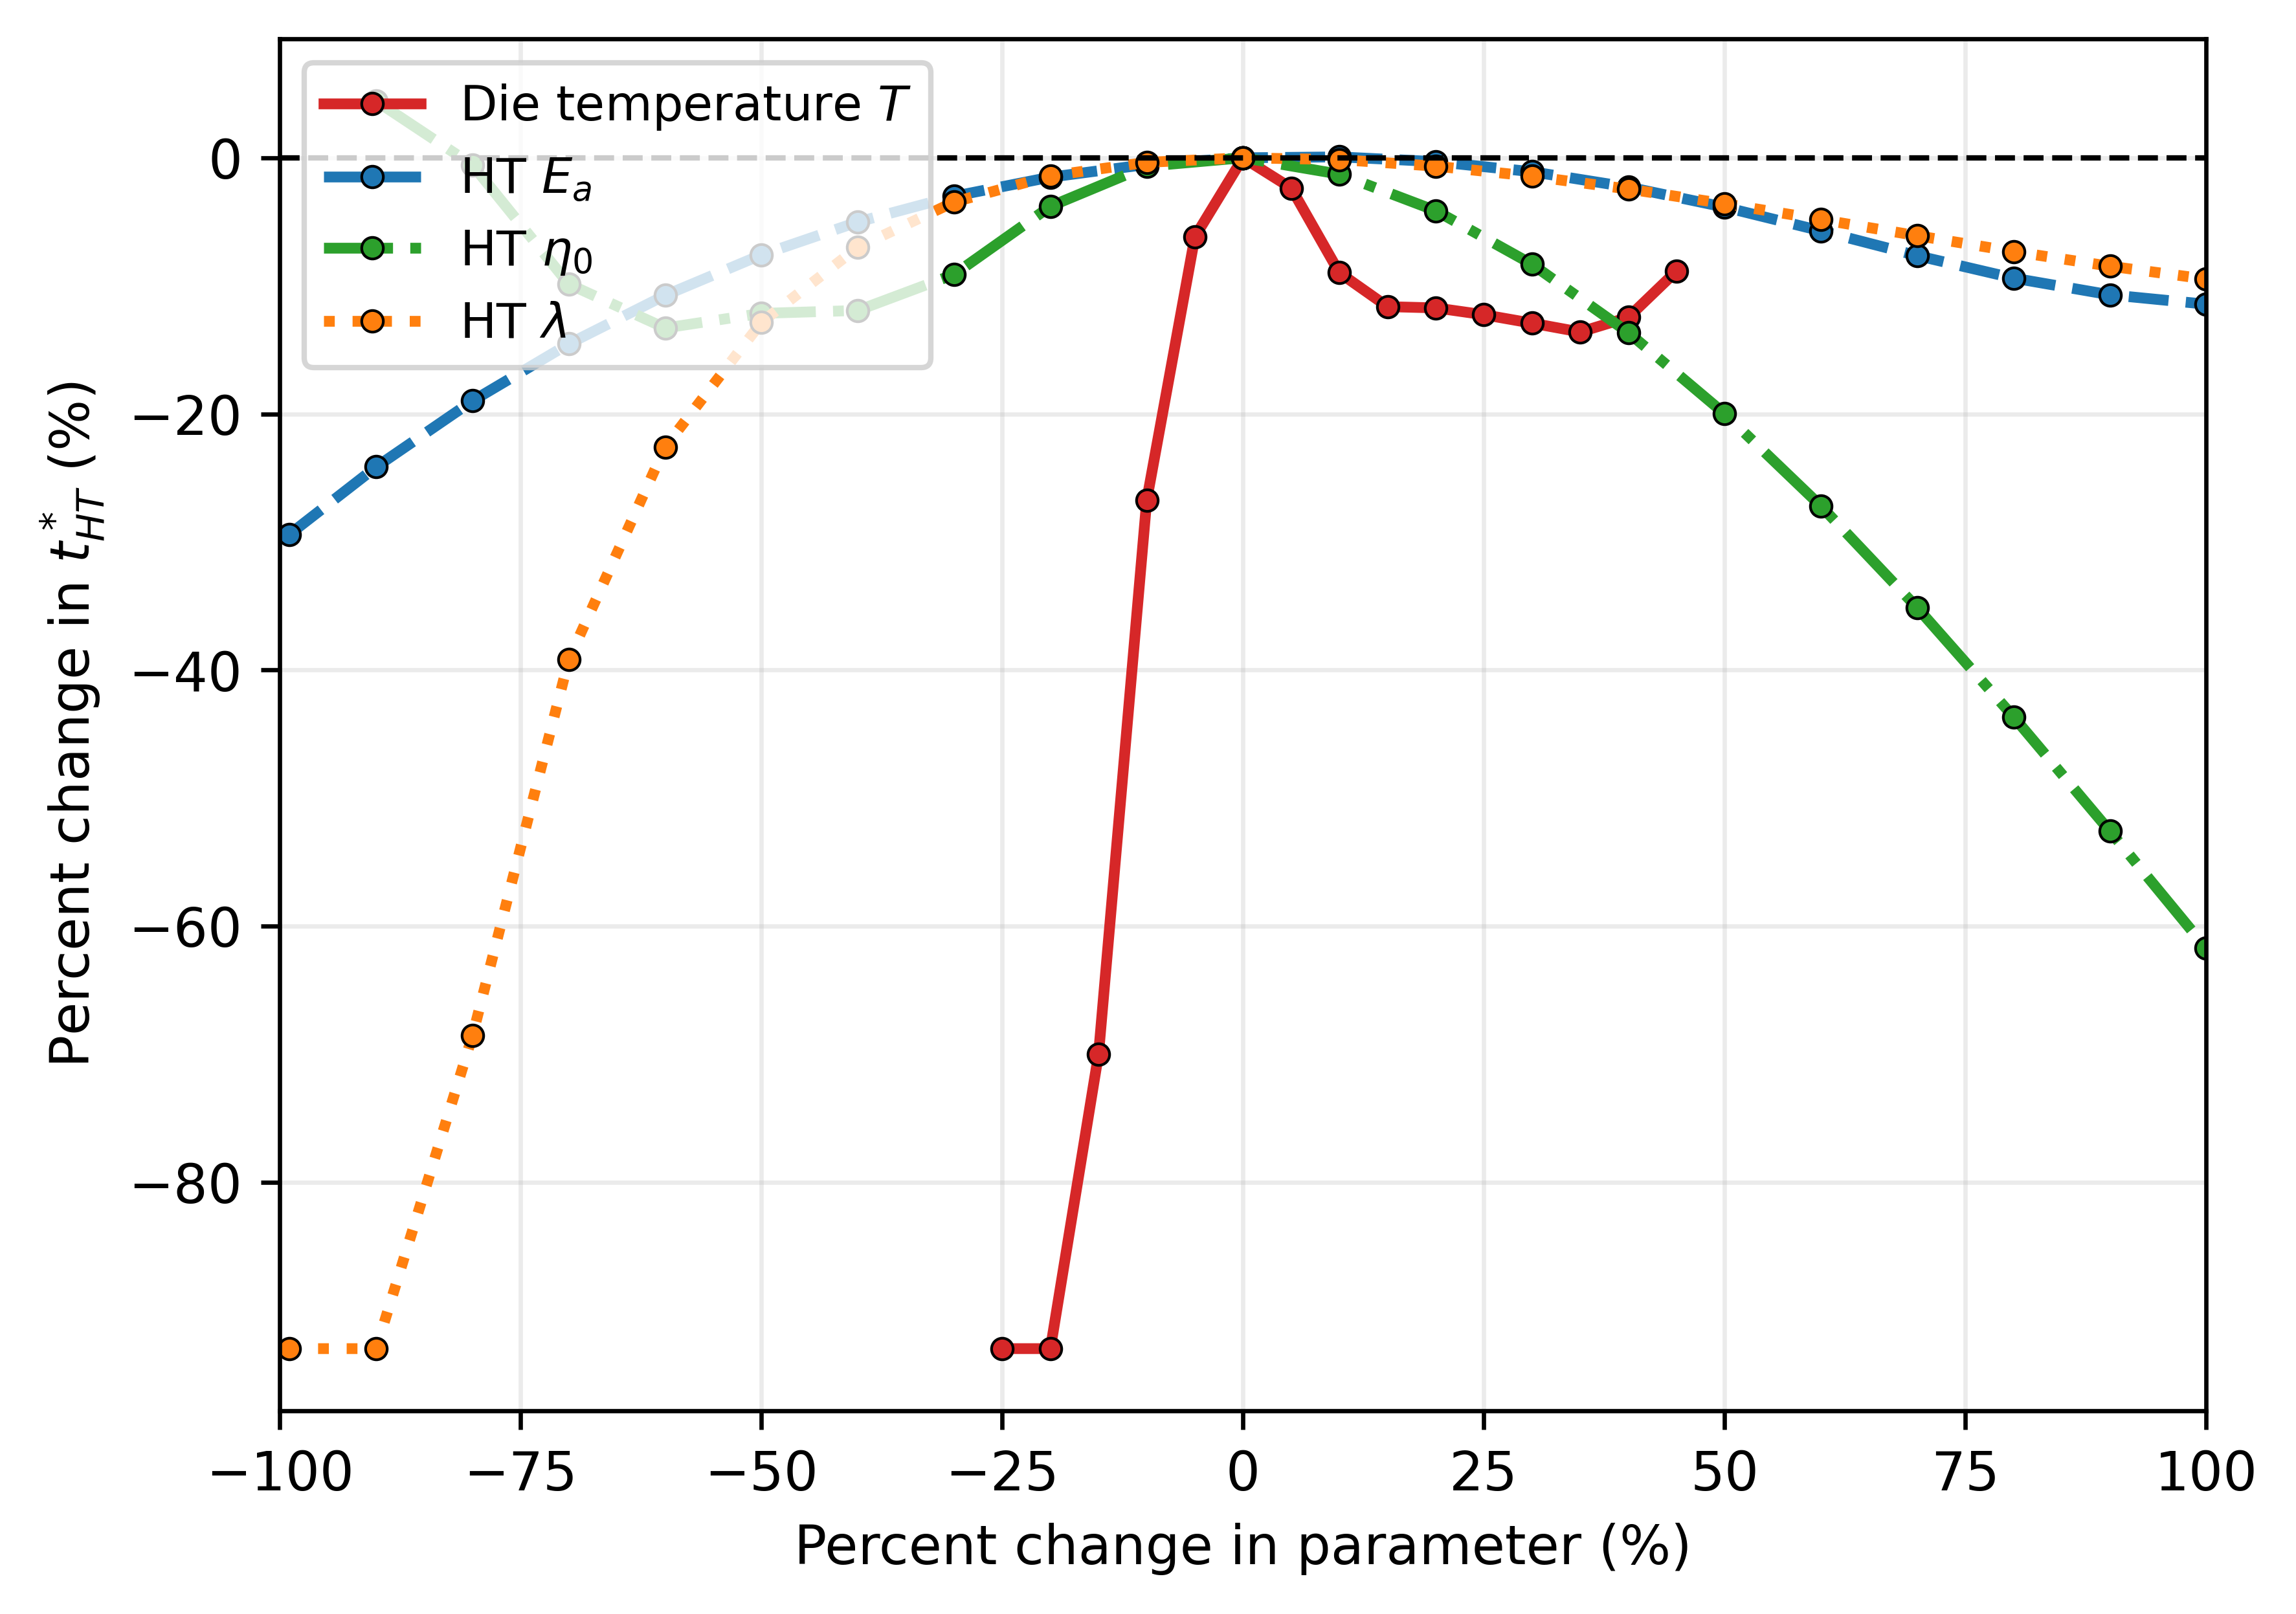 Die temperature T
HT Eₐ
HT η₀
HT λ
Percent change in t*HT (%)
0
−20
−40
−60
−80
−100
−75
−50
−25
0
25
50
75
100
Percent change in parameter (%)